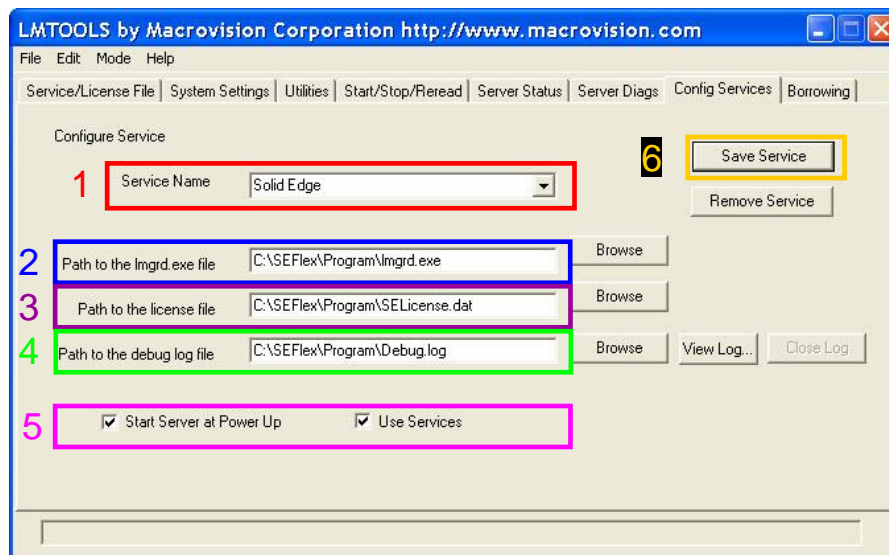 LMTOOLS by Macrovision Corporation http://www.macrovision.com
File Edit Mode Help
Service/License File System Settings Utilities Start/Stop/Reread Server Status Server Diags Config Services Borrowing
Configure Service
6 Save Service
1 Service Name Solid Edge
Remove Service
2 Path to the lmgrd.exe file C:\SEFlex\Program\lmgrd.exe Browse
3 Path to the license file C:\SEFlex\Program\SELicense.dat Browse
4 Path to the debug log file C:\SEFlex\Program\Debug.log Browse View Log... Close Log
5 Start Server at Power Up Use Services